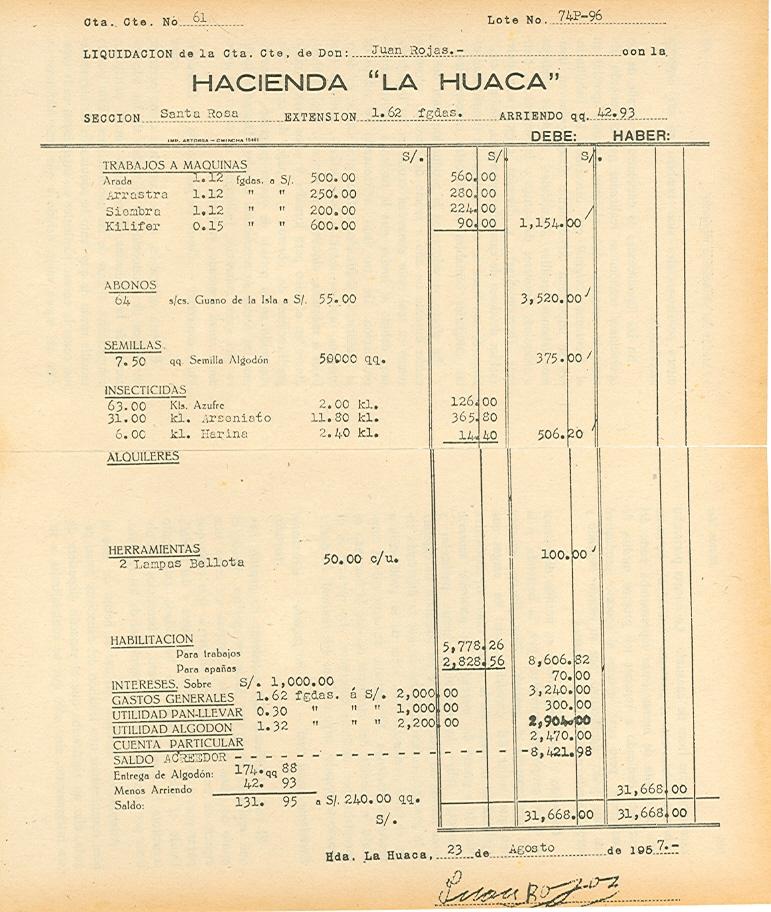 Cta. Cte. No 61 Lote No. 74P-96
LIQUIDACION de la Cta. Cte, de Don: Juan Rojas.- con la
HACIENDA "LA HUACA"
SECCION Santa Rosa EXTENSION 1.62 fgdas. ARRIENDO qq. 42.93
IMP. ASTORSA — CHINCHA DEBE: HABER:
S/. S/. S/.
TRABAJOS A MAQUINAS
Arada 1.12 fgdas. a S/. 500.00 560.00
Arrastra 1.12 " " 250.00 280.00
Siembra 1.12 " " 200.00 224.00
Kilifer 0.15 " " 600.00 90.00 1,154.00
ABONOS
64 s/cs. Guano de la Isla a S/. 55.00 3,520.00
SEMILLAS
7.50 qq. Semilla Algodón 50000 qq. 375.00
INSECTICIDAS
63.00 Kls. Azufre 2.00 kl. 126.00
31.00 kl. Arseniato 11.80 kl. 365.80
6.00 kl. Harina 2.40 kl. 14.40 506.20
ALQUILERES
HERRAMIENTAS
2 Lampas Bellota 50.00 c/u. 100.00
HABILITACION
Para trabajos 5,778.26
Para apañas 2,828.56 8,606.82
INTERESES, Sobre S/. 1,000.00 70.00
GASTOS GENERALES 1.62 fgdas. á S/. 2,000.00 3,240.00
UTILIDAD PAN-LLEVAR 0.30 " " " 1,000.00 300.00
UTILIDAD ALGODON 1.32 " " " 2,200.00 2,904.00
CUENTA PARTICULAR 2,470.00
SALDO ACREEDOR - - - - - - - - - - - - - - - - -8,421.98
Entrega de Algodón: 174.qq 88
Menos Arriendo 42. 93 31,668.00
Saldo: 131. 95 a S/. 240.00 qq.
S/. 31,668.00 31,668.00
Hda. La Huaca, 23 de Agosto de 1957.-
Juan Rojas